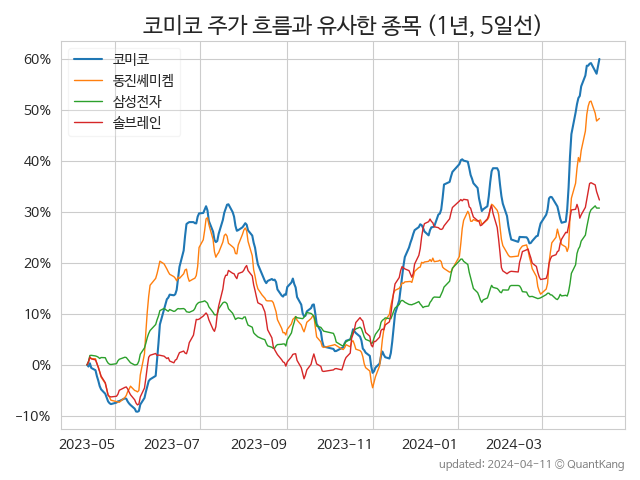 코미코 주가 흐름과 유사한 종목 (1년, 5일선)
60%
50%
40%
30%
20%
10%
0%
−10%
코미코
동진쎄미켐
삼성전자
솔브레인
2023-05
2023-07
2023-09
2023-11
2024-01
2024-03
updated: 2024-04-11 © QuantKang